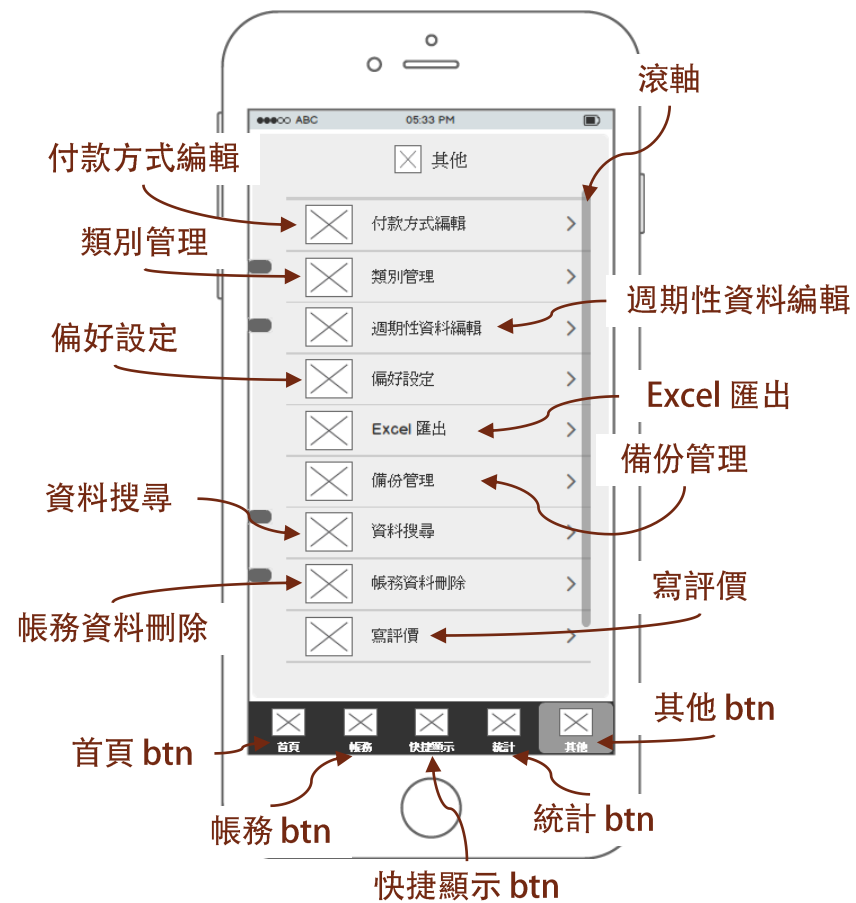 滾軸
ABC 05:33 PM
其他
付款方式編輯
付款方式編輯
類別管理
類別管理
週期性資料編輯
週期性資料編輯
偏好設定
偏好設定
Excel 匯出
Excel 匯出
備份管理
備份管理
資料搜尋
資料搜尋
帳務資料刪除
帳務資料刪除
寫評價
寫評價
其他 btn
首頁 帳務 快捷顯示 統計 其他
首頁 btn
帳務 btn
統計 btn
快捷顯示 btn